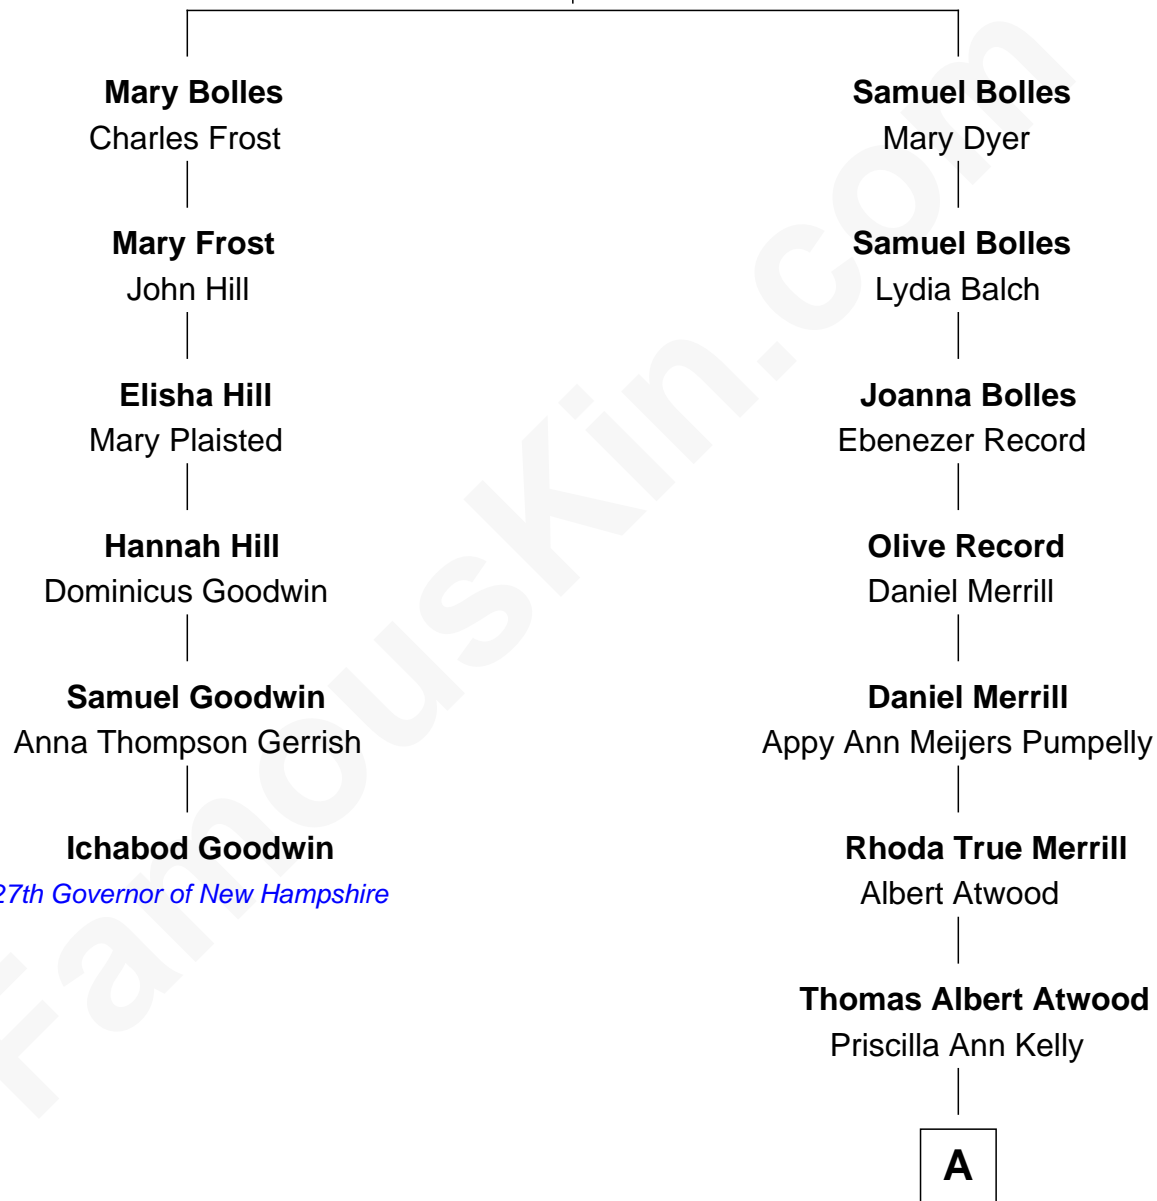 Mary Bolles
Charles Frost
Mary Frost
John Hill
Elisha Hill
Mary Plaisted
Hannah Hill
Dominicus Goodwin
Samuel Goodwin
Anna Thompson Gerrish
Ichabod Goodwin
27th Governor of New Hampshire
Samuel Bolles
Mary Dyer
Samuel Bolles
Lydia Balch
Joanna Bolles
Ebenezer Record
Olive Record
Daniel Merrill
Daniel Merrill
Appy Ann Meijers Pumpelly
Rhoda True Merrill
Albert Atwood
Thomas Albert Atwood
Priscilla Ann Kelly
A
FamousKin.com